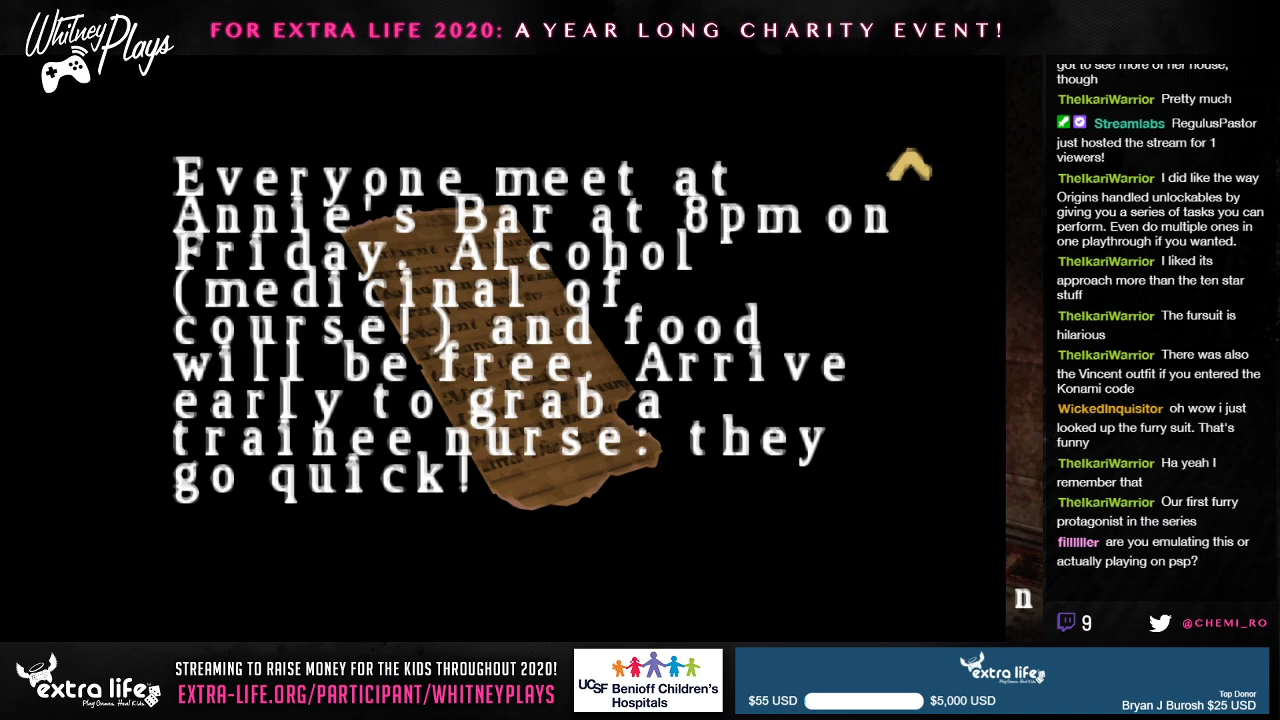 Whitney Plays
FOR EXTRA LIFE 2020: A YEAR LONG CHARITY EVENT!
Everyone meet at
Annie's Bar at 8pm on
Friday. Alcohol
(medicinal of
course!) and food
will be free. Arrive
early to grab a
trainee nurse: they
go quick!
n
got to see more of her house,
though
TheIkariWarrior Pretty much
Streamlabs RegulusPastor
just hosted the stream for 1
viewers!
TheIkariWarrior I did like the way
Origins handled unlockables by
giving you a series of tasks you can
perform. Even do multiple ones in
one playthrough if you wanted.
TheIkariWarrior I liked its
approach more than the ten star
stuff
TheIkariWarrior The fursuit is
hilarious
TheIkariWarrior There was also
the Vincent outfit if you entered the
Konami code
WickedInquisitor oh wow i just
looked up the furry suit. That's
funny
TheIkariWarrior Ha yeah I
remember that
TheIkariWarrior Our first furry
protagonist in the series
are you emulating this or
actually playing on psp?
9
@CHEMI_RO
extra life
Play Games. Heal Kids.
STREAMING TO RAISE MONEY FOR THE KIDS THROUGHOUT 2020!
EXTRA-LIFE.ORG/PARTICIPANT/WHITNEYPLAYS
UCSF Benioff Children's
Hospitals
extra life
Play Games. Heal Kids.
$55 USD
$5,000 USD
Top Donor
Bryan J Burosh $25 USD